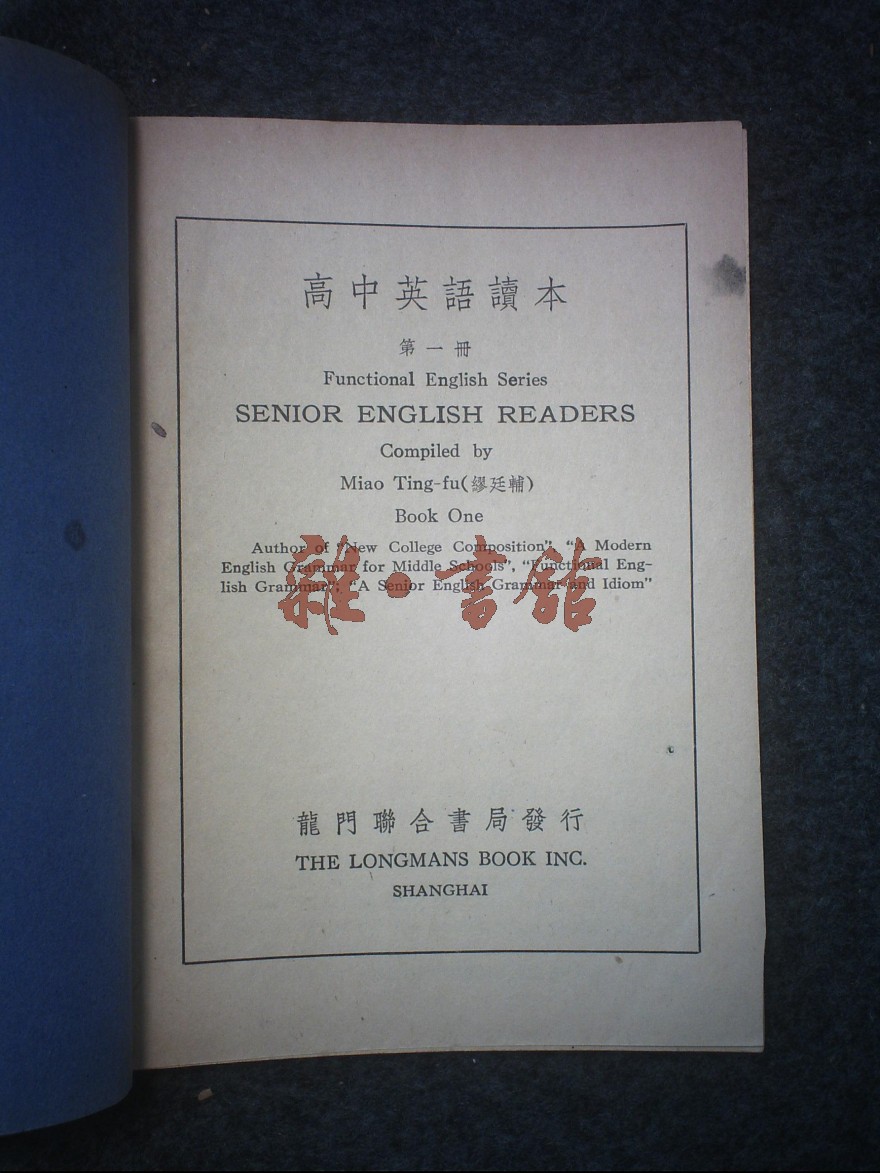 高中英語讀本
第一冊
Functional English Series
SENIOR ENGLISH READERS
Compiled by
Miao Ting-fu(繆廷輔)
Book One
Author of "New College Composition", "A Modern
English Grammar for Middle Schools", "Functional Eng-
lish Grammar", "A Senior English Grammar and Idiom"
雜·書館
龍門聯合書局發行
THE LONGMANS BOOK INC.
SHANGHAI